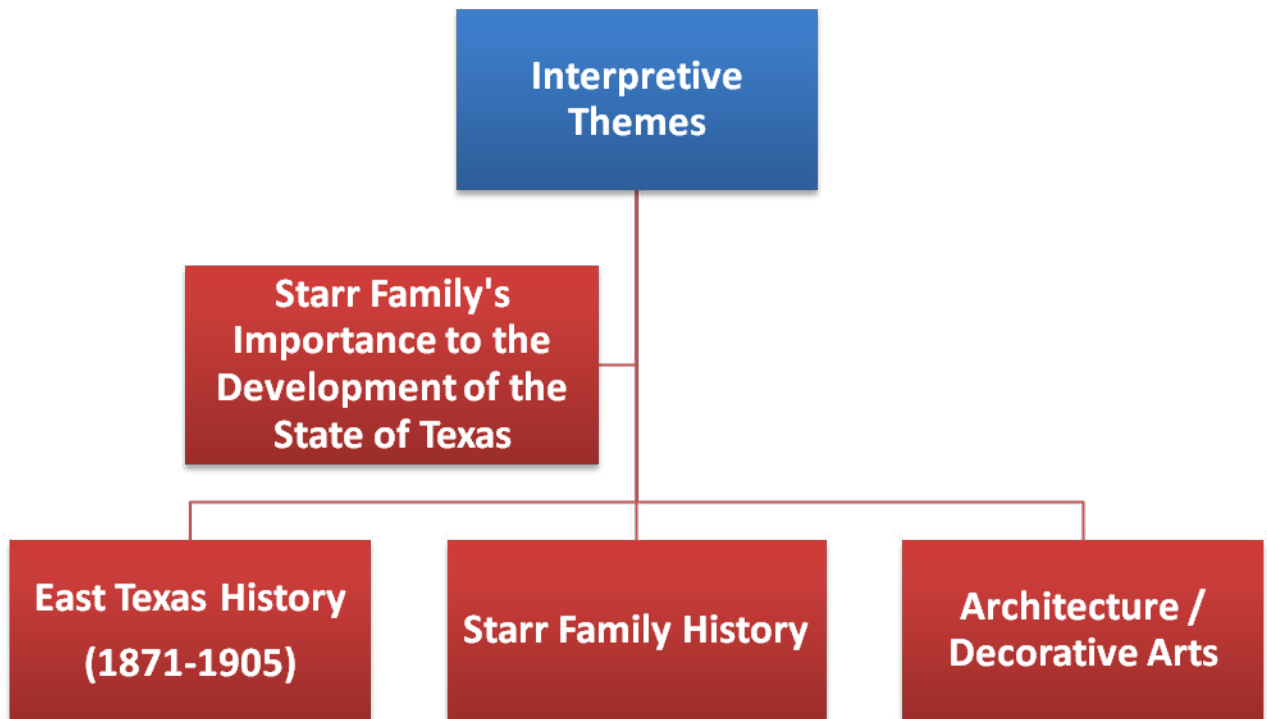 Interpretive
Themes
Starr Family's
Importance to the
Development of the
State of Texas
East Texas History
(1871-1905)
Starr Family History
Architecture /
Decorative Arts